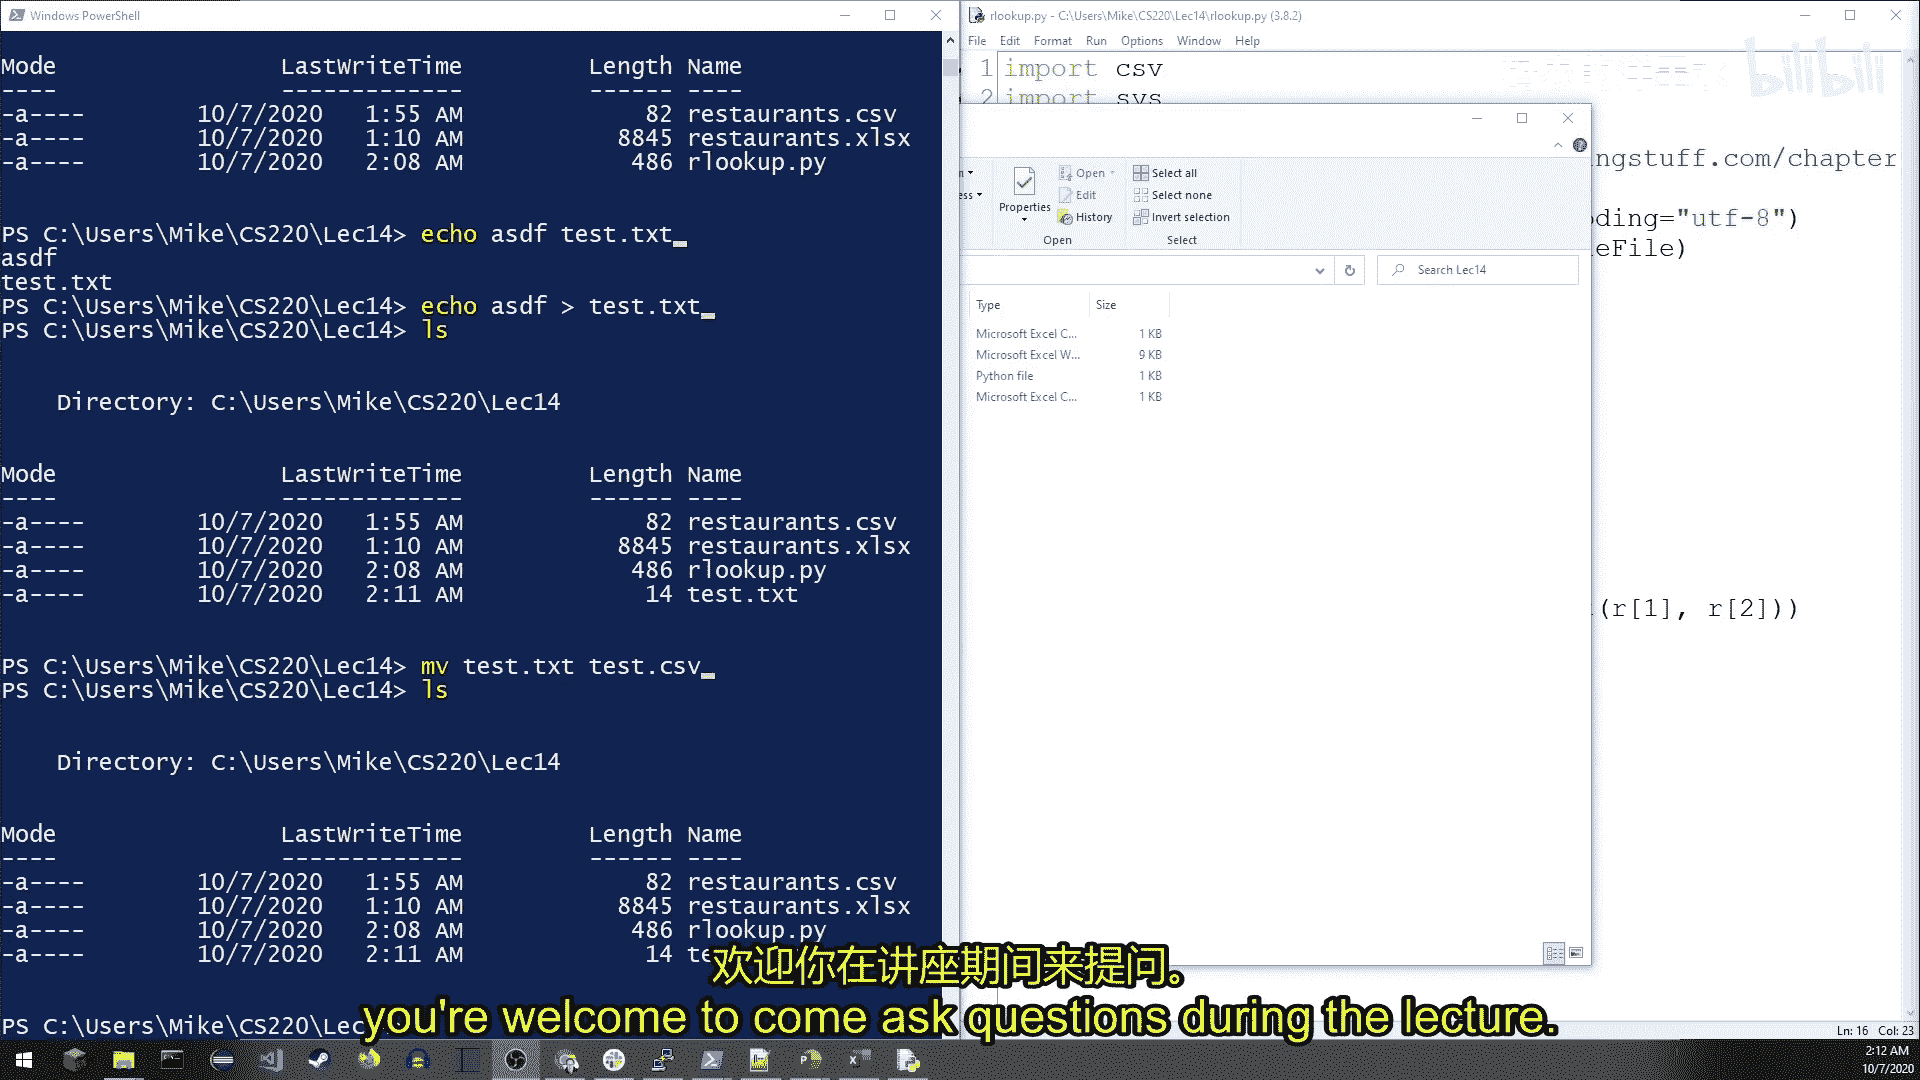 Windows PowerShell
Mode LastWriteTime Length Name
---- ------------- ------ ----
-a---- 10/7/2020 1:55 AM 82 restaurants.csv
-a---- 10/7/2020 1:10 AM 8845 restaurants.xlsx
-a---- 10/7/2020 2:08 AM 486 rlookup.py
PS C:\Users\Mike\CS220\Lec14> echo asdf test.txt
asdf
test.txt
PS C:\Users\Mike\CS220\Lec14> echo asdf > test.txt
PS C:\Users\Mike\CS220\Lec14> ls
Directory: C:\Users\Mike\CS220\Lec14
Mode LastWriteTime Length Name
---- ------------- ------ ----
-a---- 10/7/2020 1:55 AM 82 restaurants.csv
-a---- 10/7/2020 1:10 AM 8845 restaurants.xlsx
-a---- 10/7/2020 2:08 AM 486 rlookup.py
-a---- 10/7/2020 2:11 AM 14 test.txt
PS C:\Users\Mike\CS220\Lec14> mv test.txt test.csv
PS C:\Users\Mike\CS220\Lec14> ls
Directory: C:\Users\Mike\CS220\Lec14
Mode LastWriteTime Length Name
---- ------------- ------ ----
-a---- 10/7/2020 1:55 AM 82 restaurants.csv
-a---- 10/7/2020 1:10 AM 8845 restaurants.xlsx
-a---- 10/7/2020 2:08 AM 486 rlookup.py
-a---- 10/7/2020 2:11 AM 14
PS C:\Users\Mike\CS220
rlookup.py - C:\Users\Mike\CS220\Lec14\rlookup.py (3.8.2)
File Edit Format Run Options Window Help
1 import csv
2 import sys
bilibili
ngstuff.com/chapter
oding="utf-8")
eFile)
(r[1], r[2]))
Properties
Open
Edit
History
Open
Select all
Select none
Invert selection
Select
Search Lec14
Type Size
Microsoft Excel C... 1 KB
Microsoft Excel W... 9 KB
Python file 1 KB
Microsoft Excel C... 1 KB
欢迎你在讲座期间来提问。
you're welcome to come ask questions during the lecture.
Ln: 16 Col: 23
2:12 AM
10/7/2020